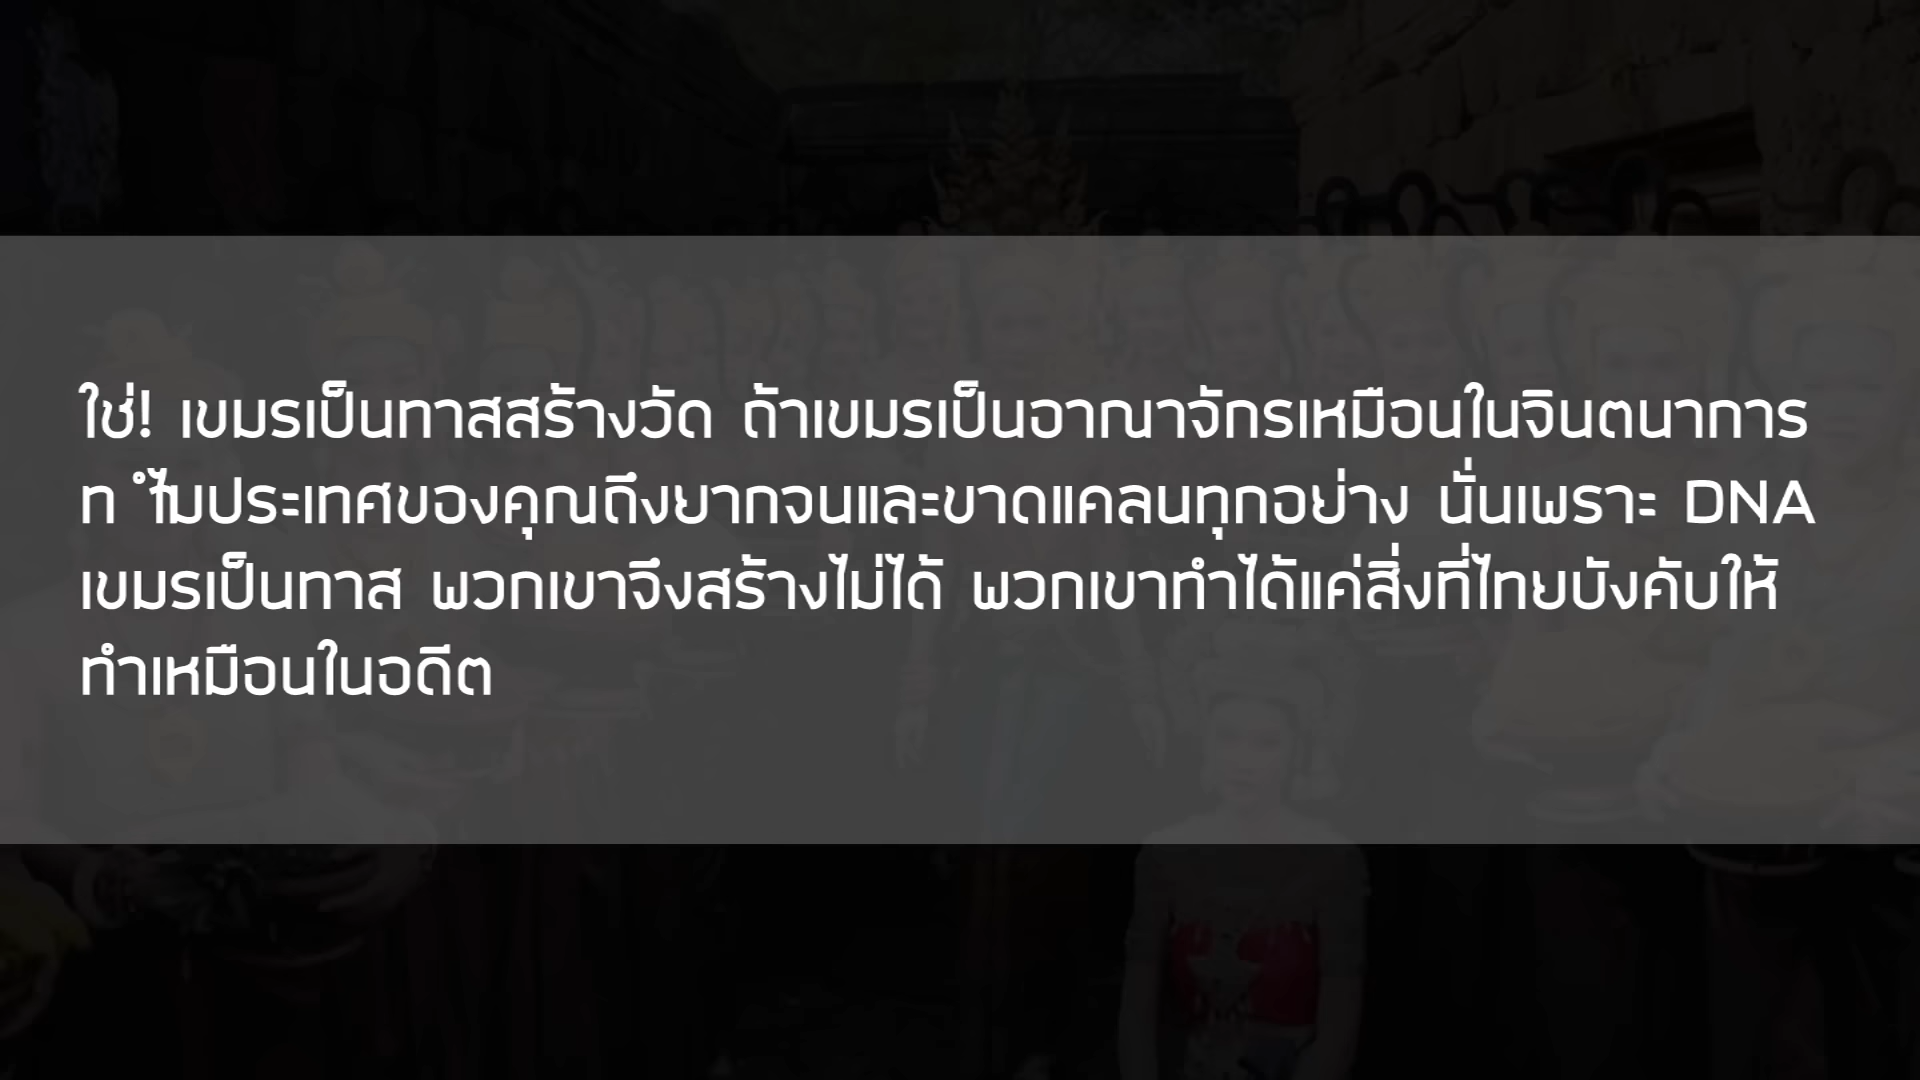 ใช่! เขมรเป็นทาสสร้างวัด ถ้าเขมรเป็นอาณาจักรเหมือนในจินตนาการ
ทำไมประเทศของคุณถึงยากจนและขาดแคลนทุกอย่าง นั่นเพราะ DNA
เขมรเป็นทาส พวกเขาจึงสร้างไม่ได้ พวกเขาทำได้แค่สิ่งที่ไทยบังคับให้
ทำเหมือนในอดีต